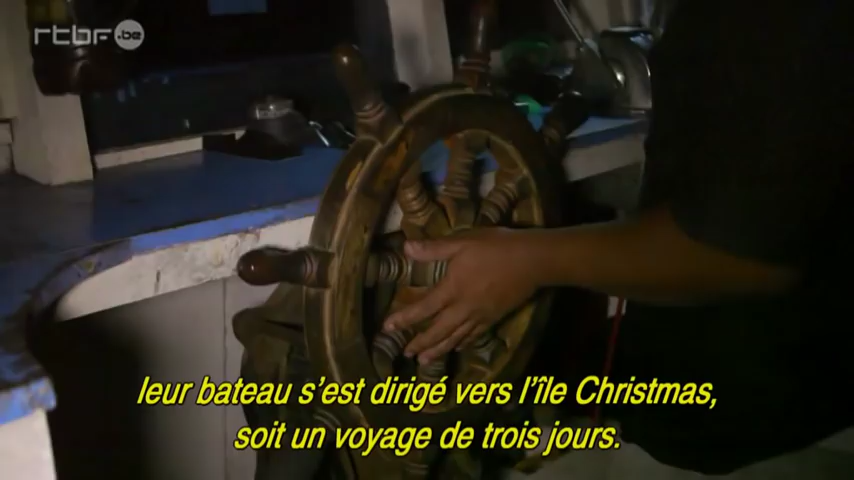 rtbf.be
leur bateau s'est dirigé vers l'île Christmas,
soit un voyage de trois jours.